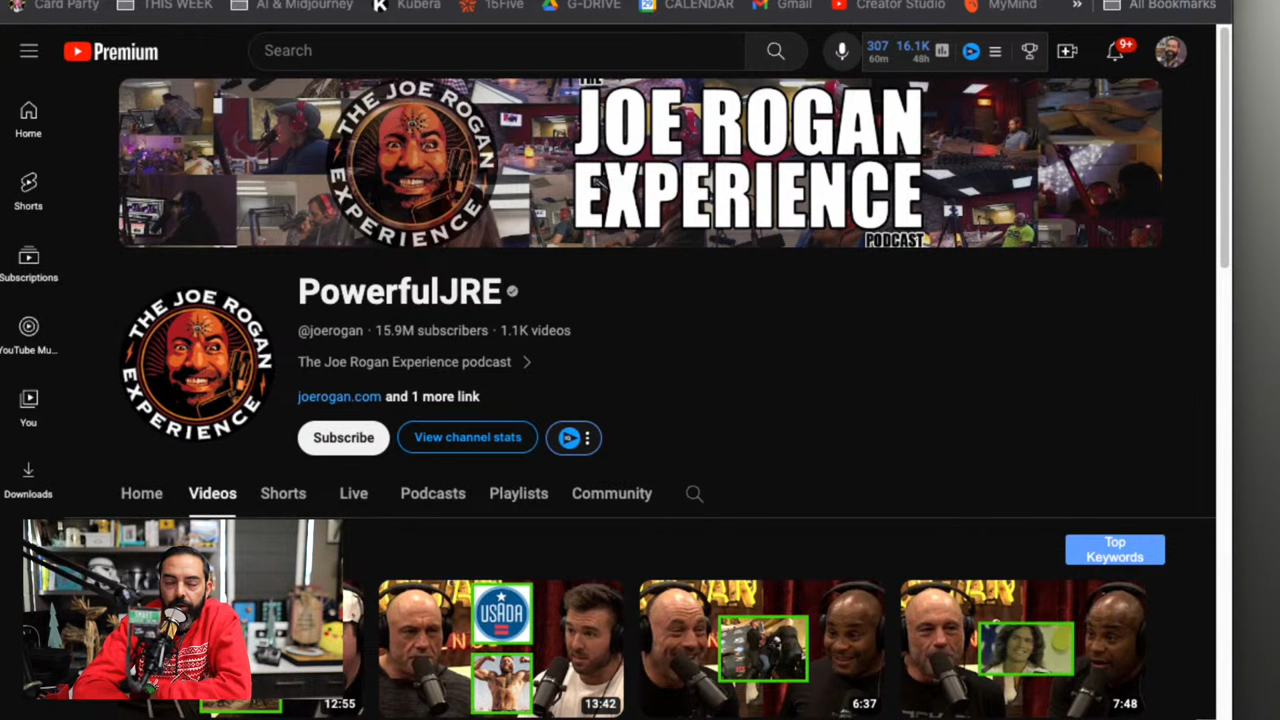 Card Party THIS WEEK AI & Midjourney Kubera 15Five G-DRIVE CALENDAR Gmail Creator Studio MyMind » All Bookmarks
Premium
Search
307 16.1K
60m 48h
9+
Home
Shorts
Subscriptions
YouTube Mu...
You
Downloads
THE JOE ROGAN EXPERIENCE
THE
JOE ROGAN
EXPERIENCE
PODCAST
THE JOE ROGAN EXPERIENCE
PowerfulJRE
@joerogan · 15.9M subscribers · 1.1K videos
The Joe Rogan Experience podcast
joerogan.com and 1 more link
Subscribe View channel stats
Home Videos Shorts Live Podcasts Playlists Community
Top
Keywords
USADA
12:55
13:42
6:37
7:48